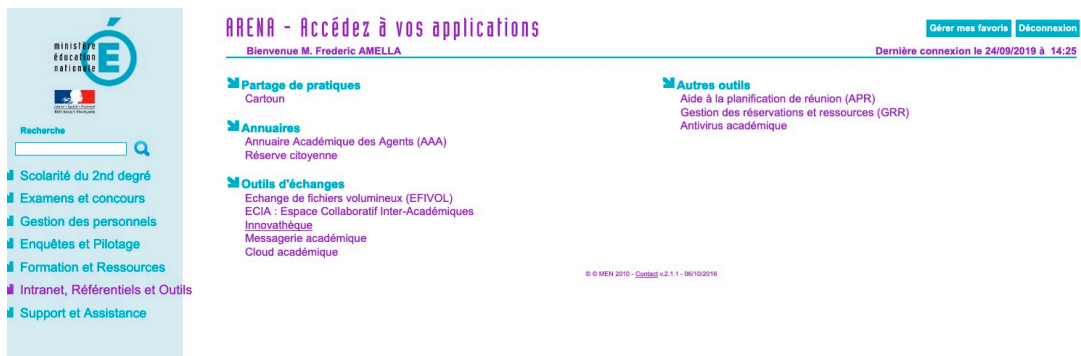 ministère
éducation
nationale
É
Liberté • Égalité • Fraternité
RÉPUBLIQUE FRANÇAISE
Recherche
Scolarité du 2nd degré
Examens et concours
Gestion des personnels
Enquêtes et Pilotage
Formation et Ressources
Intranet, Référentiels et Outils
Support et Assistance
ARENA - Accédez à vos applications
Gérer mes favoris Déconnexion
Bienvenue M. Frederic AMELLA
Dernière connexion le 24/09/2019 à 14:25
Partage de pratiques
Cartoun
Annuaires
Annuaire Académique des Agents (AAA)
Réserve citoyenne
Outils d'échanges
Echange de fichiers volumineux (EFIVOL)
ECIA : Espace Collaboratif Inter-Académiques
Innovathèque
Messagerie académique
Cloud académique
Autres outils
Aide à la planification de réunion (APR)
Gestion des réservations et ressources (GRR)
Antivirus académique
© © MEN 2010 - Contact v.2.1.1 - 06/10/2016